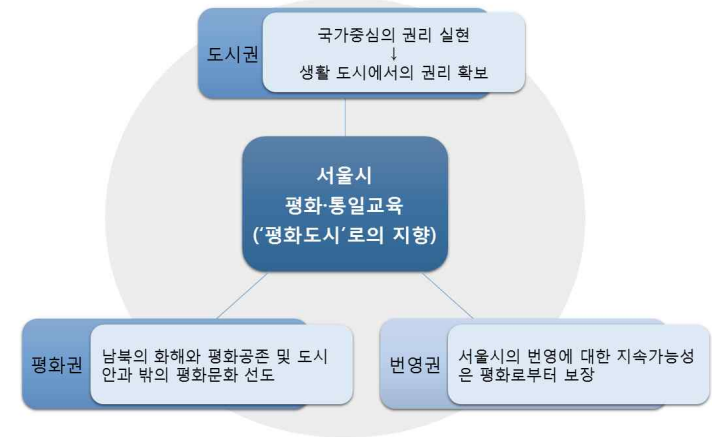 도시권
국가중심의 권리 실현
↓
생활 도시에서의 권리 확보
서울시
평화·통일교육
(‘평화도시’로의 지향)
평화권
남북의 화해와 평화공존 및 도시
안과 밖의 평화문화 선도
번영권
서울시의 번영에 대한 지속가능성
은 평화로부터 보장